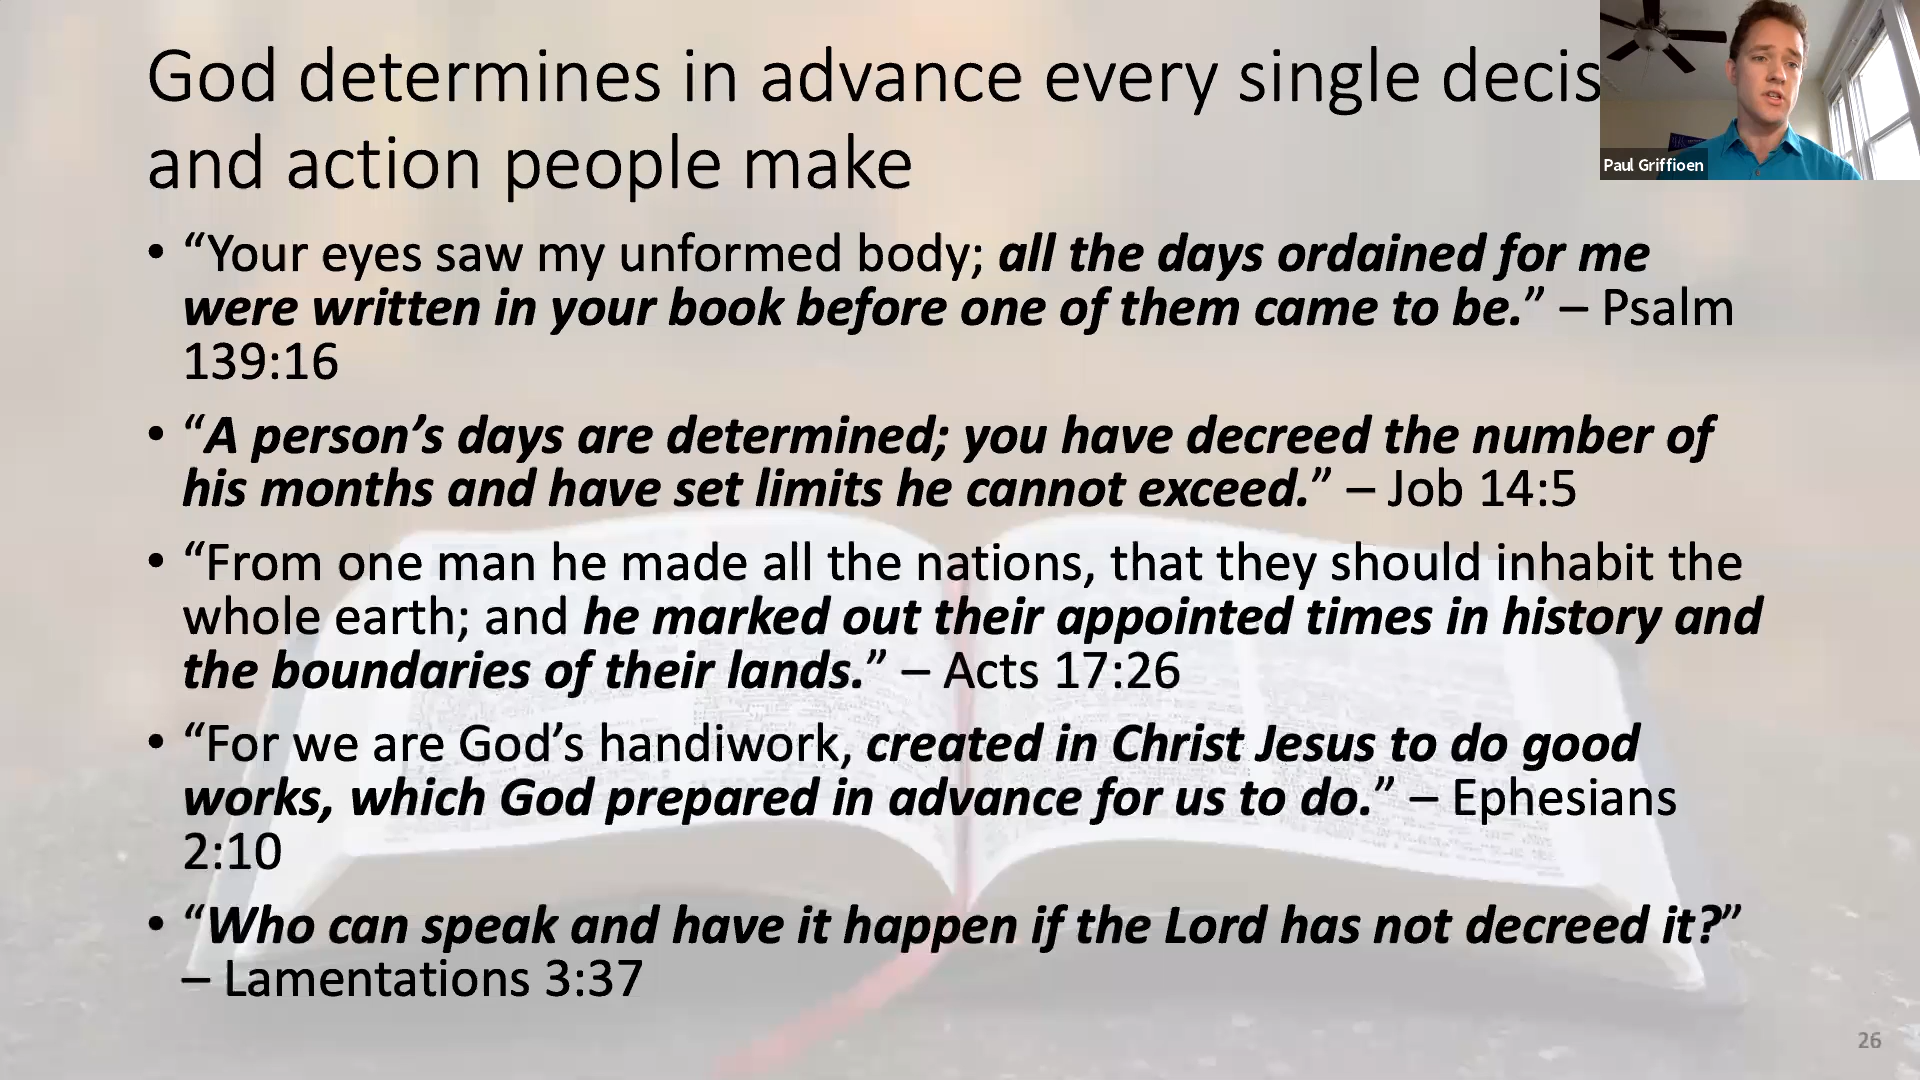 God determines in advance every single decis
and action people make
Paul Griffioen
• “Your eyes saw my unformed body; all the days ordained for me
were written in your book before one of them came to be.” – Psalm
139:16
• “A person’s days are determined; you have decreed the number of
his months and have set limits he cannot exceed.” – Job 14:5
• “From one man he made all the nations, that they should inhabit the
whole earth; and he marked out their appointed times in history and
the boundaries of their lands.” – Acts 17:26
• “For we are God’s handiwork, created in Christ Jesus to do good
works, which God prepared in advance for us to do.” – Ephesians
2:10
• “Who can speak and have it happen if the Lord has not decreed it?”
– Lamentations 3:37
26